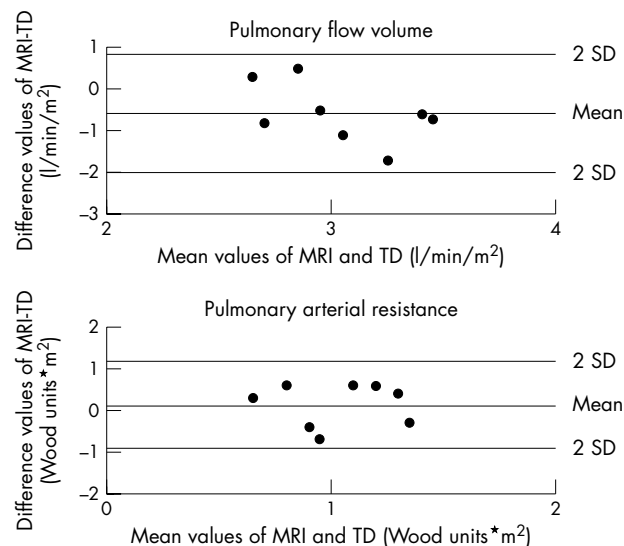 Pulmonary flow volume
Difference values of MRI-TD
(l/min/m²)
1
0
–1
–2
–3
2 SD
Mean
2 SD
2
3
4
Mean values of MRI and TD (l/min/m²)
Pulmonary arterial resistance
Difference values of MRI-TD
(Wood units★m²)
2
1
0
–1
–2
2 SD
Mean
2 SD
0
1
2
Mean values of MRI and TD (Wood units★m²)